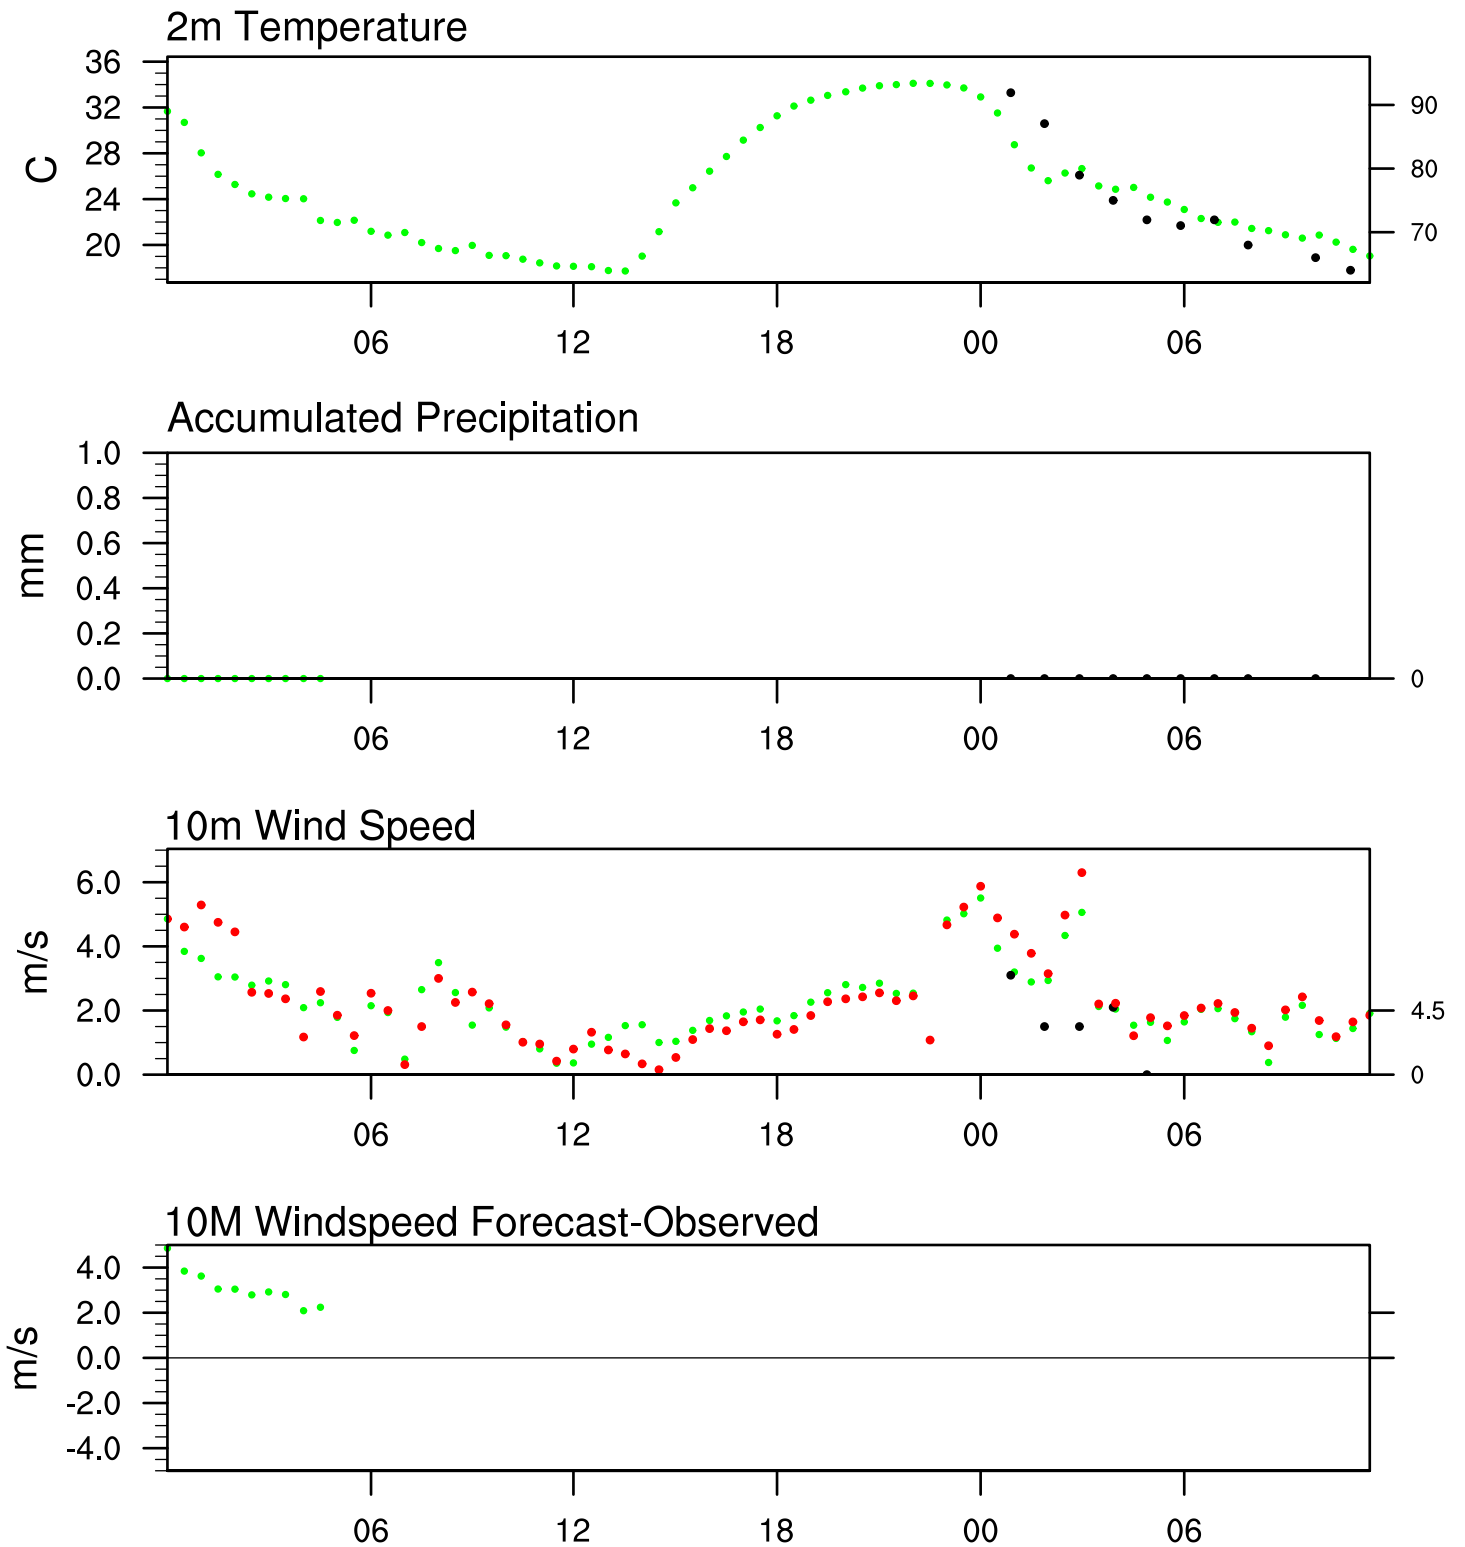 2m Temperature
36
32
28
24
20
C
90
80
70
06 12 18 00 06
Accumulated Precipitation
1.0
0.8
0.6
0.4
0.2
0.0
mm
0
06 12 18 00 06
10m Wind Speed
6.0
4.0
2.0
0.0
m/s
4.5
0
06 12 18 00 06
10M Windspeed Forecast-Observed
4.0
2.0
0.0
-2.0
-4.0
m/s
06 12 18 00 06